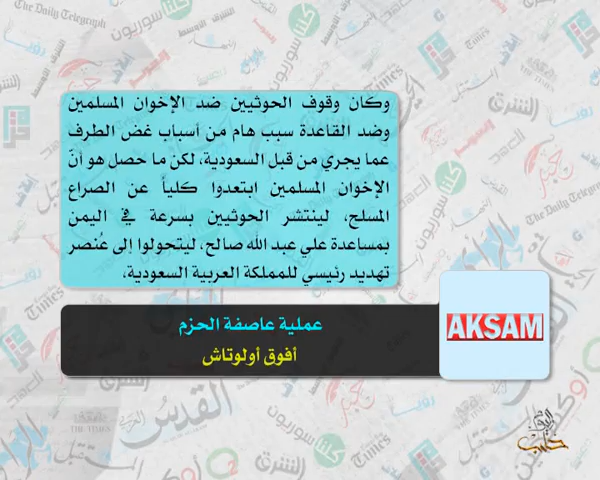 وكان وقوف الحوثيين ضد الإخوان المسلمين
وضد القاعدة سبب هام من أسباب غض الطرف
عما يجري من قبل السعودية، لكن ما حصل هو أنّ
الإخوان المسلمين ابتعدوا كلياً عن الصراع
المسلح، لينتشر الحوثيين بسرعة في اليمن
بمساعدة علي عبد الله صالح، ليتحولوا إلى عُنصر
تهديد رئيسي للمملكة العربية السعودية،
عملية عاصفة الحزم
أفوق أولوتاش
AKSAM
حلب اليوم